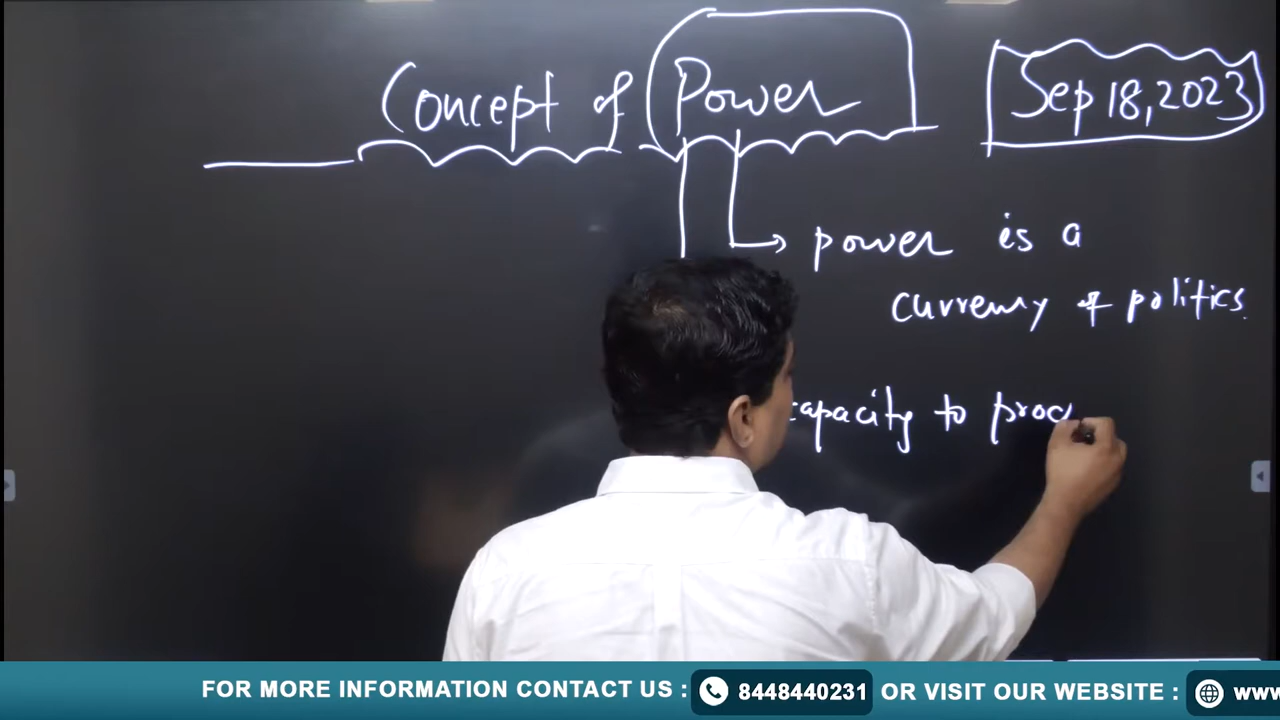 Concept of Power
Sep 18, 2023
power is a
currency of politics.
capacity to proc
FOR MORE INFORMATION CONTACT US : 8448440231 OR VISIT OUR WEBSITE : www